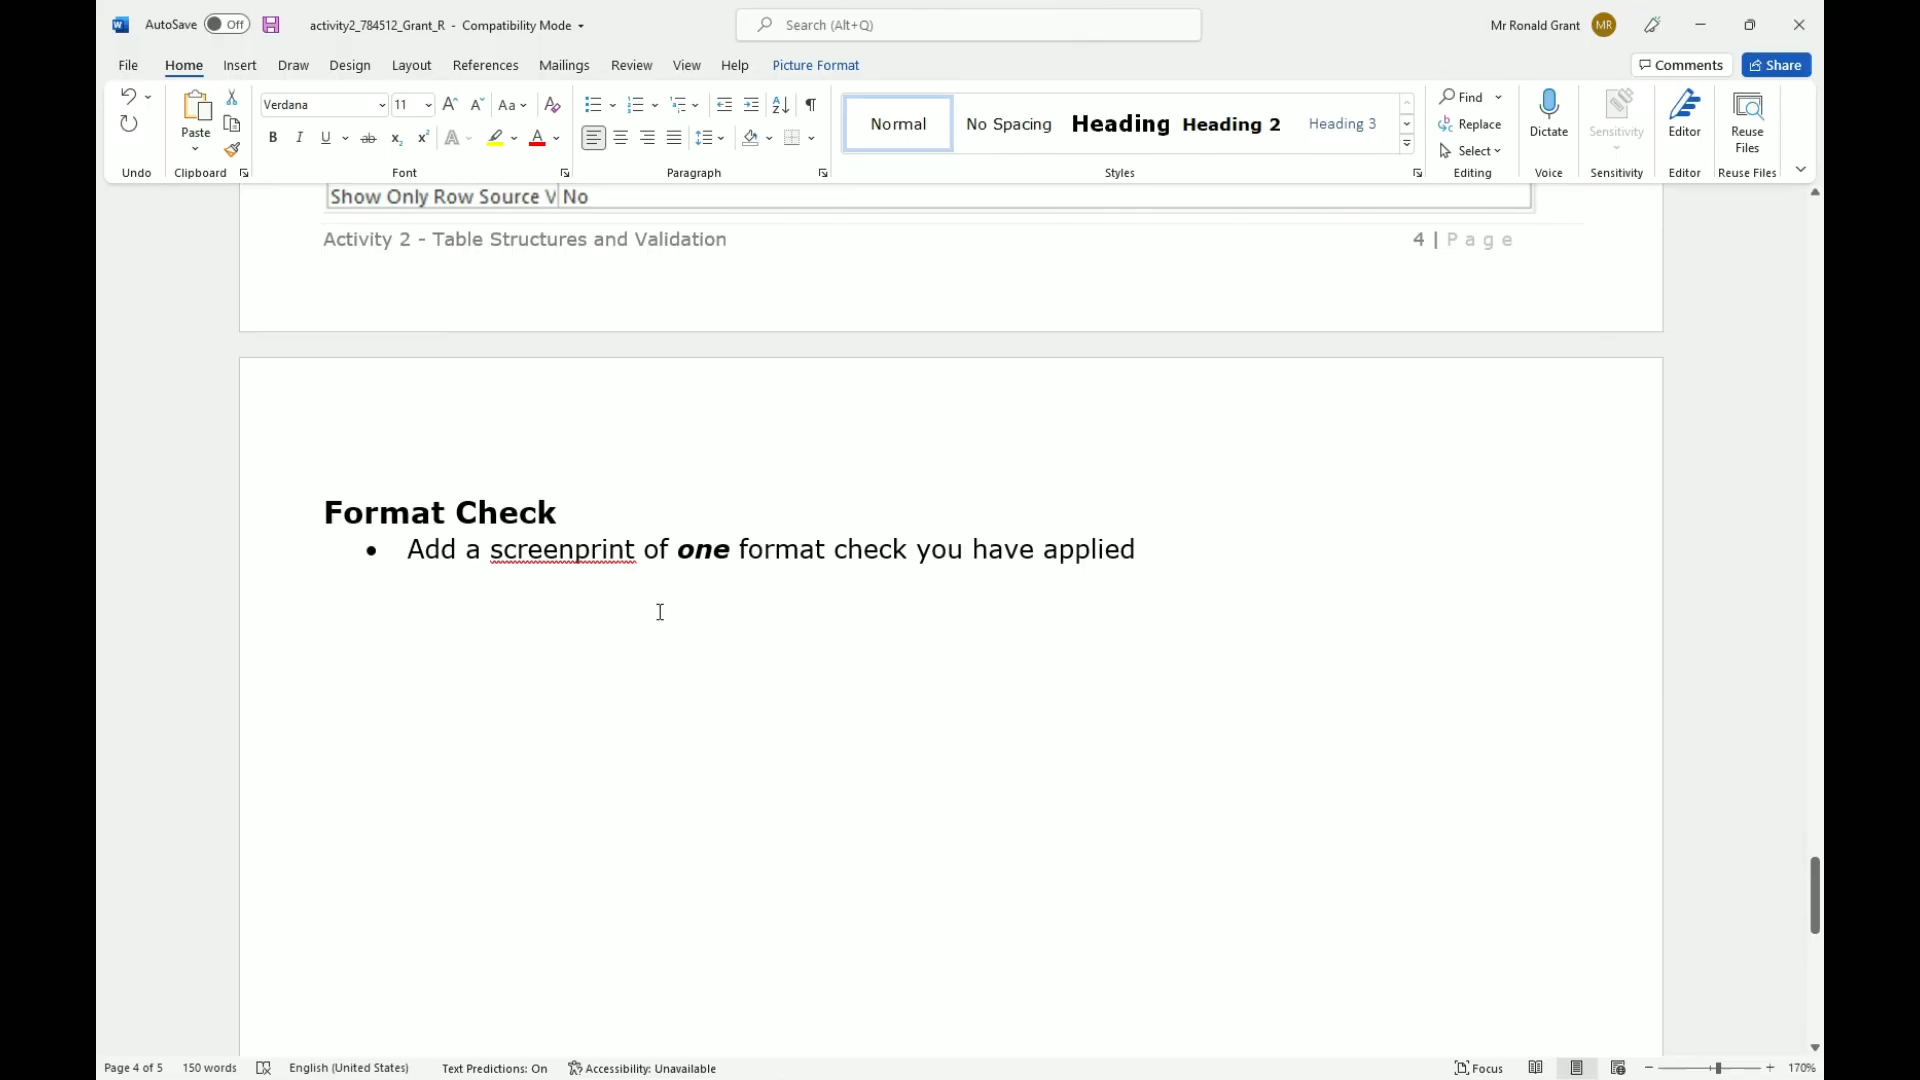 AutoSave Off activity2_784512_Grant_R - Compatibility Mode Search (Alt+Q) Mr Ronald Grant MR
File Home Insert Draw Design Layout References Mailings Review View Help Picture Format Comments Share
Verdana 11 Aa
Paste
B I U ab x₂ x² A A
Normal No Spacing Heading Heading 2 Heading 3
Find
Replace
Select
Dictate Sensitivity Editor Reuse
Files
Undo Clipboard Font Paragraph Styles Editing Voice Sensitivity Editor Reuse Files
Show Only Row Source V No
Activity 2 - Table Structures and Validation 4 | P a g e
Format Check
• Add a screenprint of one format check you have applied
Page 4 of 5 150 words English (United States) Text Predictions: On Accessibility: Unavailable Focus 170%